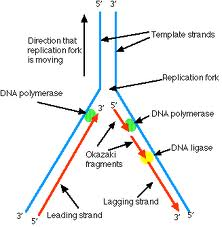 5' 5'
Direction that
replication fork
is moving
Template strands
Replication fork
DNA polymerase
3' 5'
DNA polymerase
Okazaki
fragments
DNA ligase
Leading strand
Lagging strand
3' 5' 3' 5'